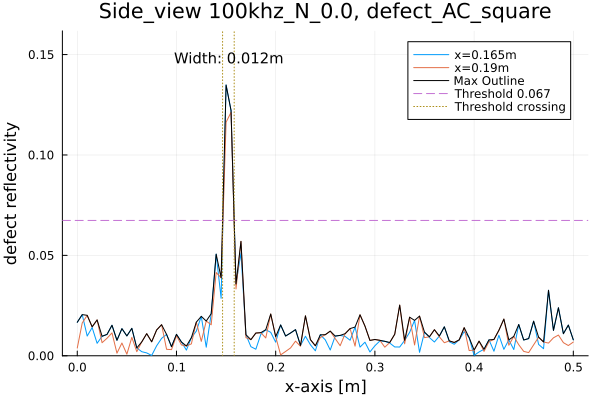 Side_view 100khz_N_0.0, defect_AC_square
Width: 0.012m
x=0.165m
x=0.19m
Max Outline
Threshold 0.067
Threshold crossing
defect reflectivity
0.15
0.10
0.05
0.00
0.0 0.1 0.2 0.3 0.4 0.5
x-axis [m]